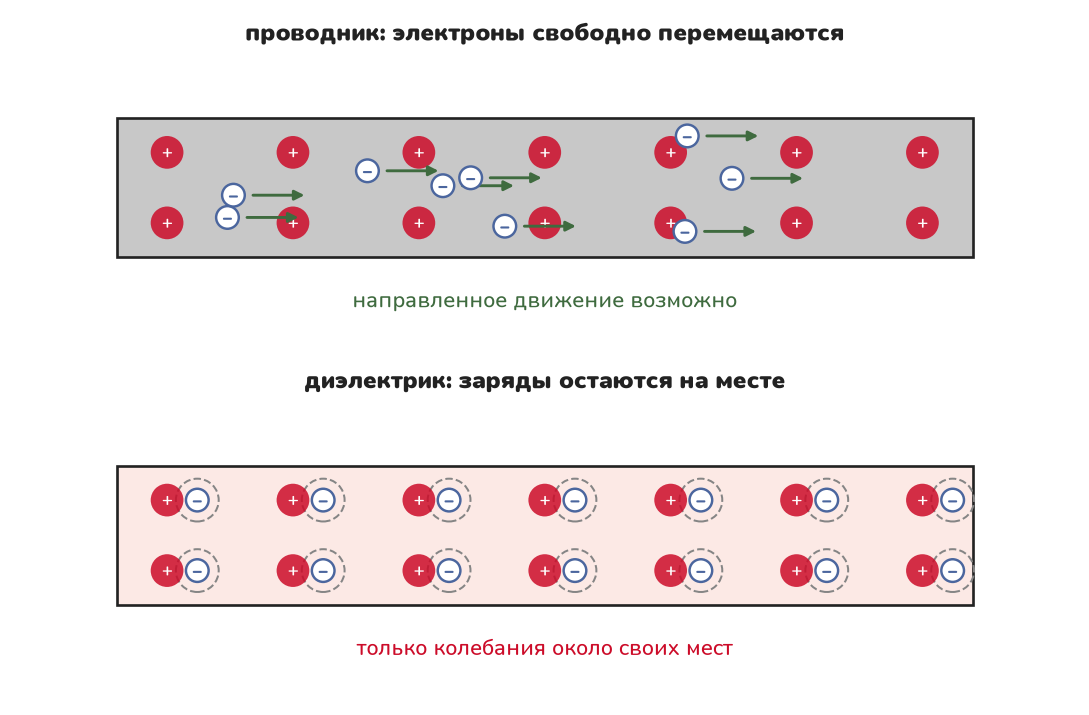 проводник: электроны свободно перемещаются
+ + + + + + +
− − − − − − − − − −
+ + + + + + +
направленное движение возможно
диэлектрик: заряды остаются на месте
+ − + − + − + − + − + − + −
+ − + − + − + − + − + − + −
только колебания около своих мест